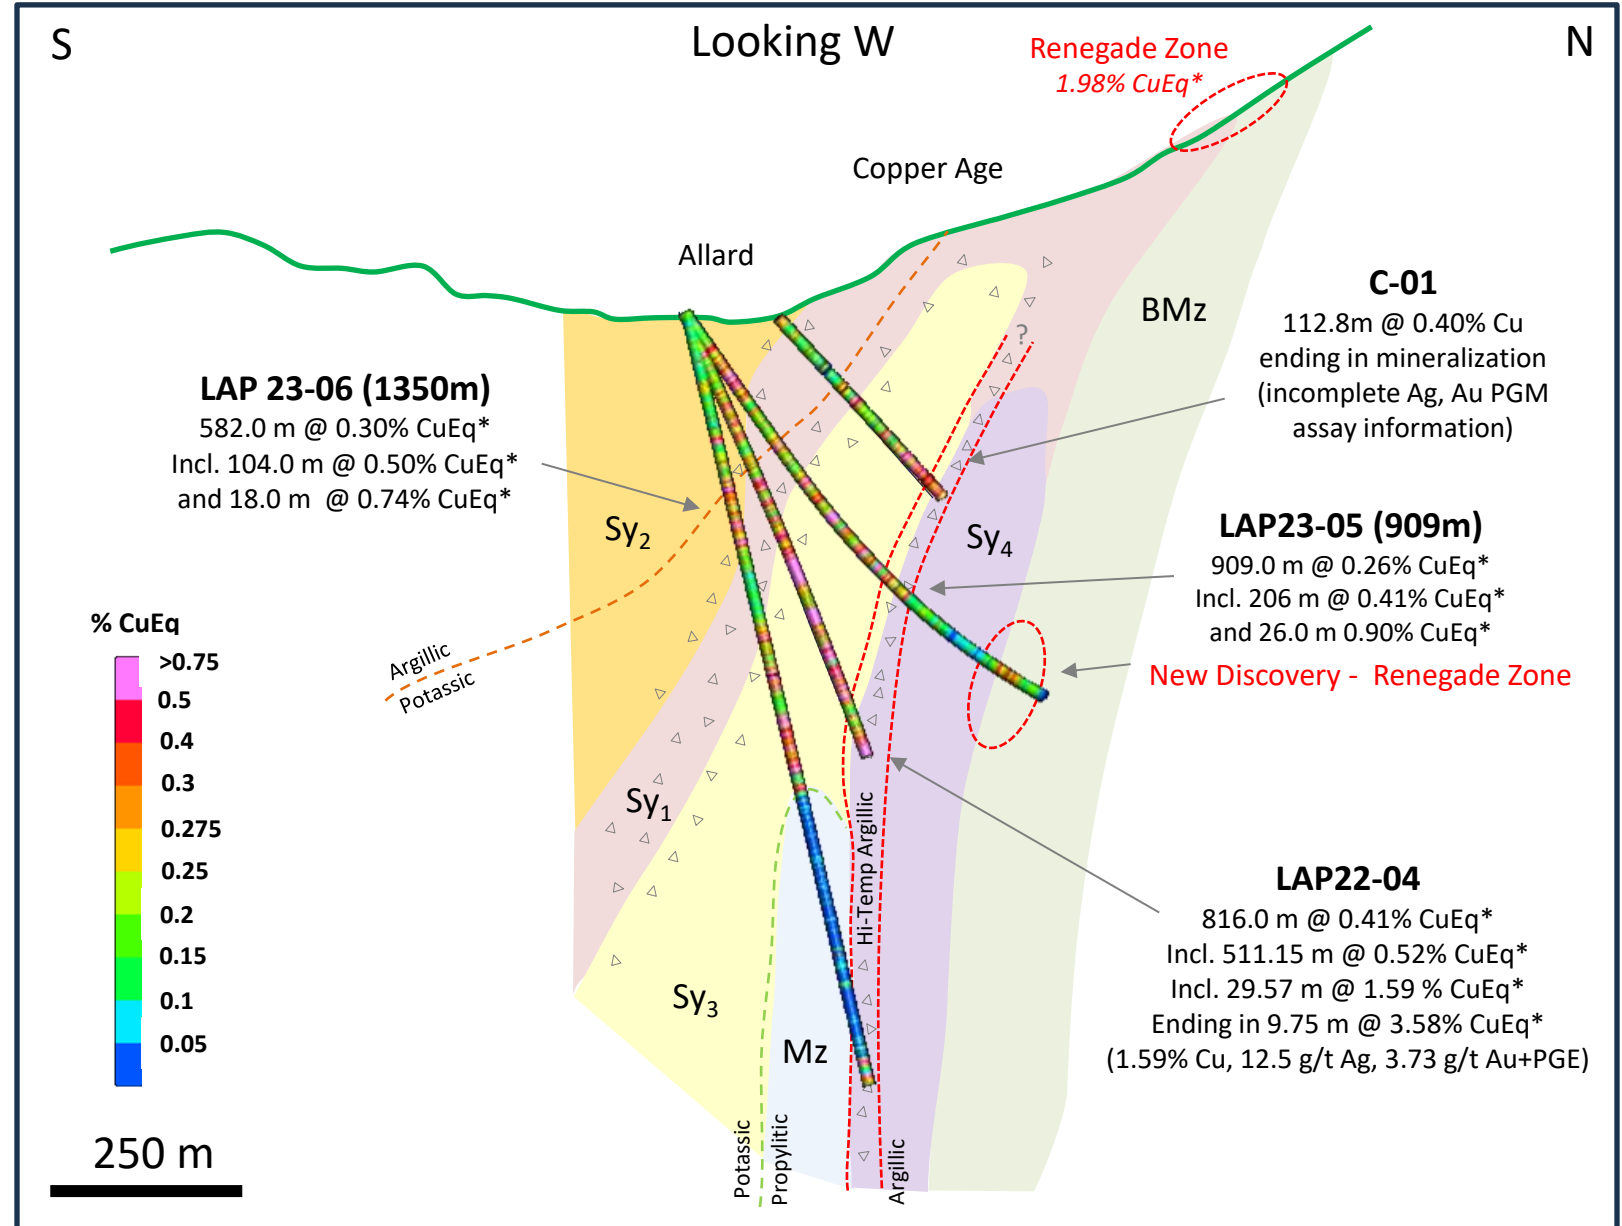 S
Looking W
N
Renegade Zone
1.98% CuEq*
Copper Age
Allard
C-01
112.8m @ 0.40% Cu
ending in mineralization
(incomplete Ag, Au PGM
assay information)
BMz
?
LAP 23-06 (1350m)
582.0 m @ 0.30% CuEq*
Incl. 104.0 m @ 0.50% CuEq*
and 18.0 m @ 0.74% CuEq*
Sy2
Sy4
LAP23-05 (909m)
909.0 m @ 0.26% CuEq*
Incl. 206 m @ 0.41% CuEq*
and 26.0 m 0.90% CuEq*
New Discovery - Renegade Zone
% CuEq
>0.75
0.5
0.4
0.3
0.275
0.25
0.2
0.15
0.1
0.05
Argillic
Potassic
Sy1
Hi-Temp Argillic
LAP22-04
816.0 m @ 0.41% CuEq*
Incl. 511.15 m @ 0.52% CuEq*
Incl. 29.57 m @ 1.59 % CuEq*
Ending in 9.75 m @ 3.58% CuEq*
(1.59% Cu, 12.5 g/t Ag, 3.73 g/t Au+PGE)
Sy3
Mz
Potassic
Propylitic
Argillic
250 m